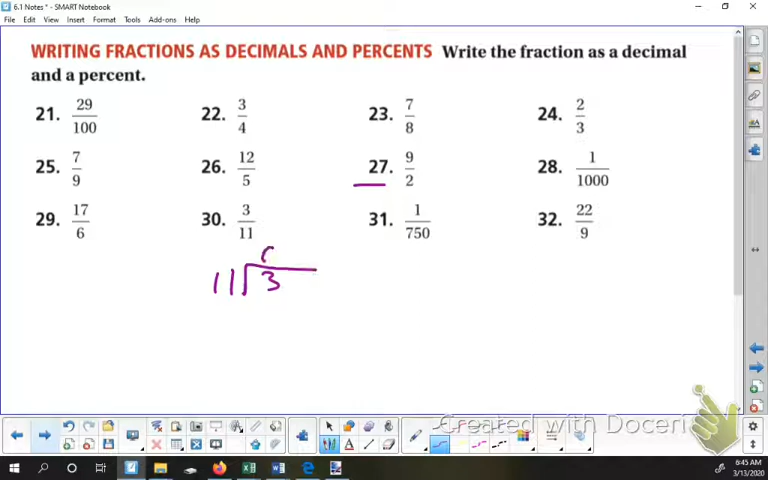 6.1 Notes * - SMART Notebook
File Edit View Insert Format Tools Add-ons Help
WRITING FRACTIONS AS DECIMALS AND PERCENTS Write the fraction as a decimal
and a percent.
21. 29/100 22. 3/4 23. 7/8 24. 2/3
25. 7/9 26. 12/5 27. 9/2 28. 1/1000
29. 17/6 30. 3/11 31. 1/750 32. 22/9
11 3
Created with Doceri
6:45 AM
3/13/2020